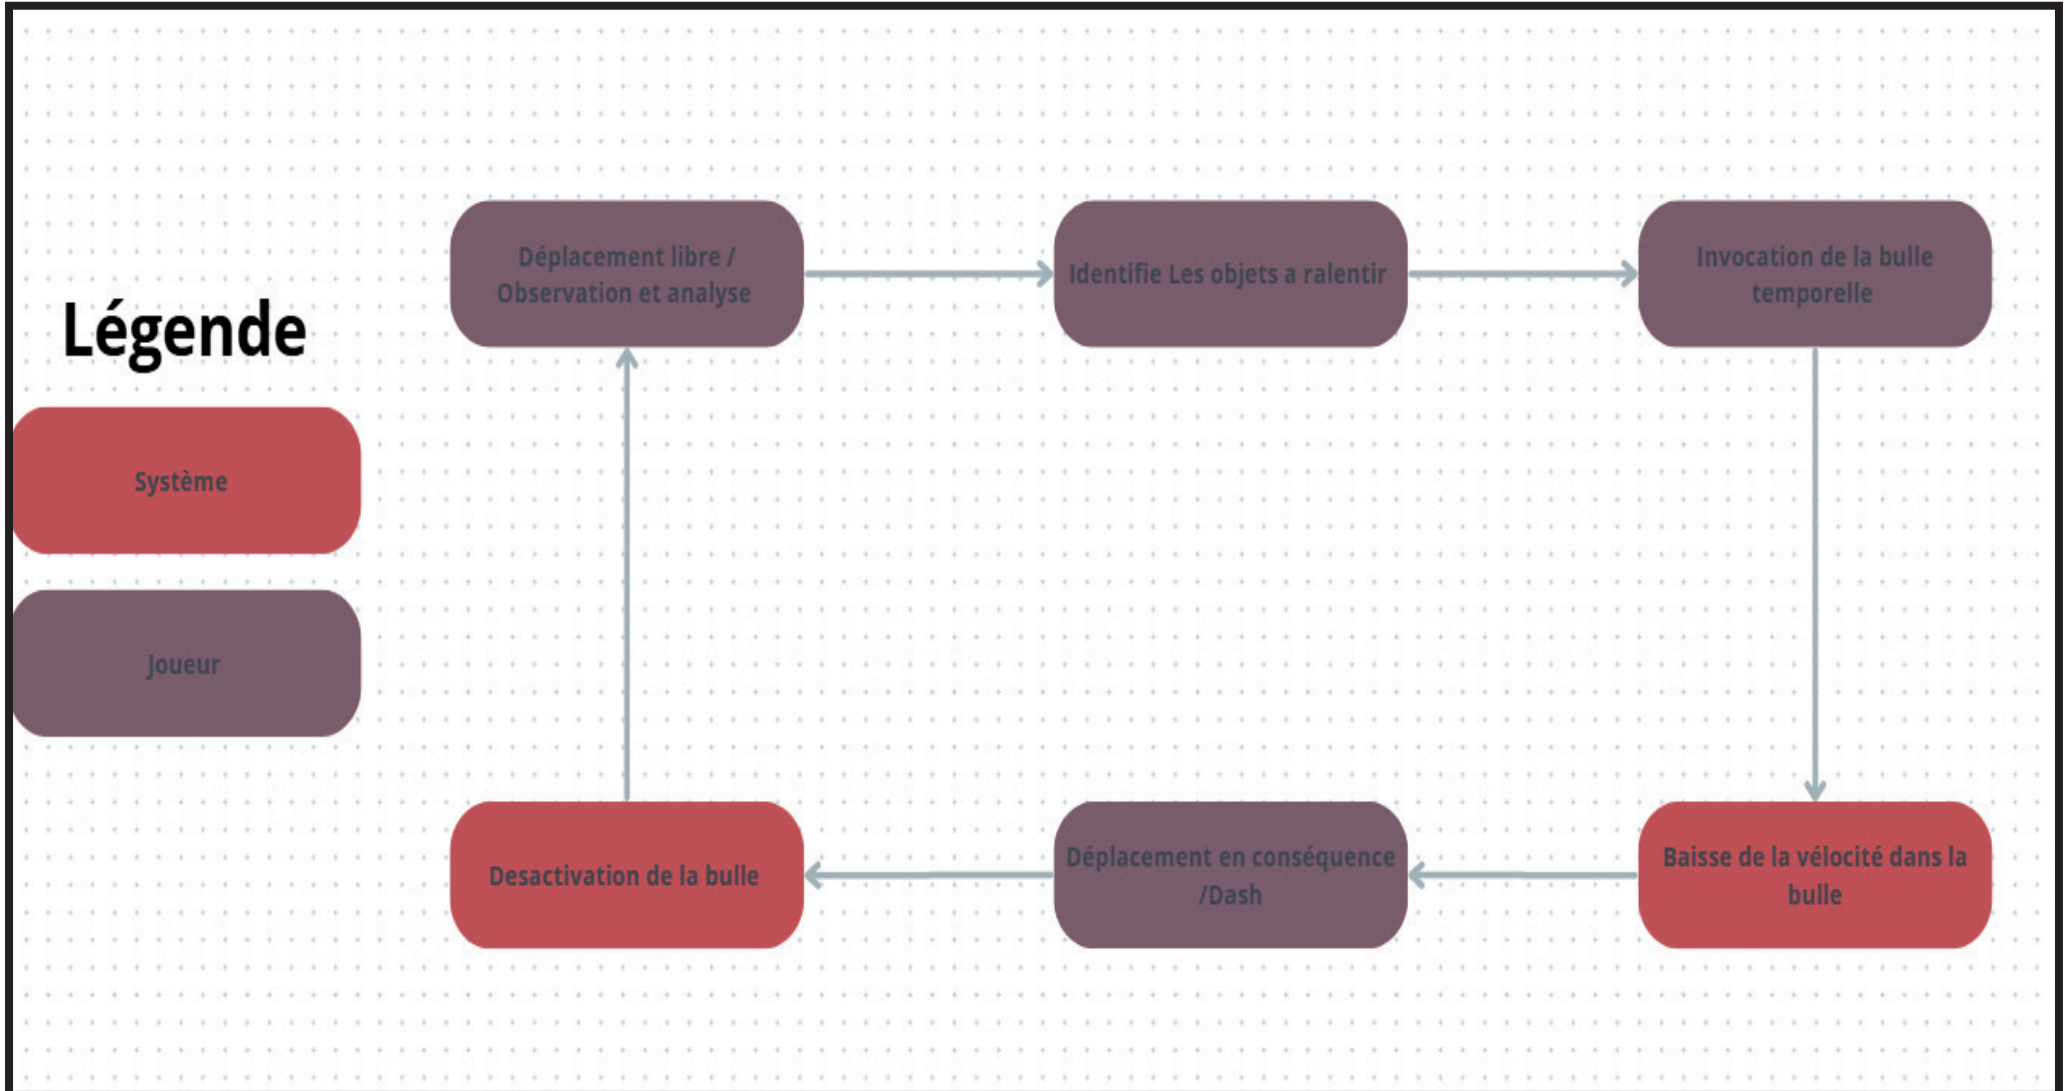 Légende
Système
Joueur
Déplacement libre /
Observation et analyse
Identifie Les objets a ralentir
Invocation de la bulle
temporelle
Baisse de la vélocité dans la
bulle
Déplacement en conséquence
/Dash
Desactivation de la bulle